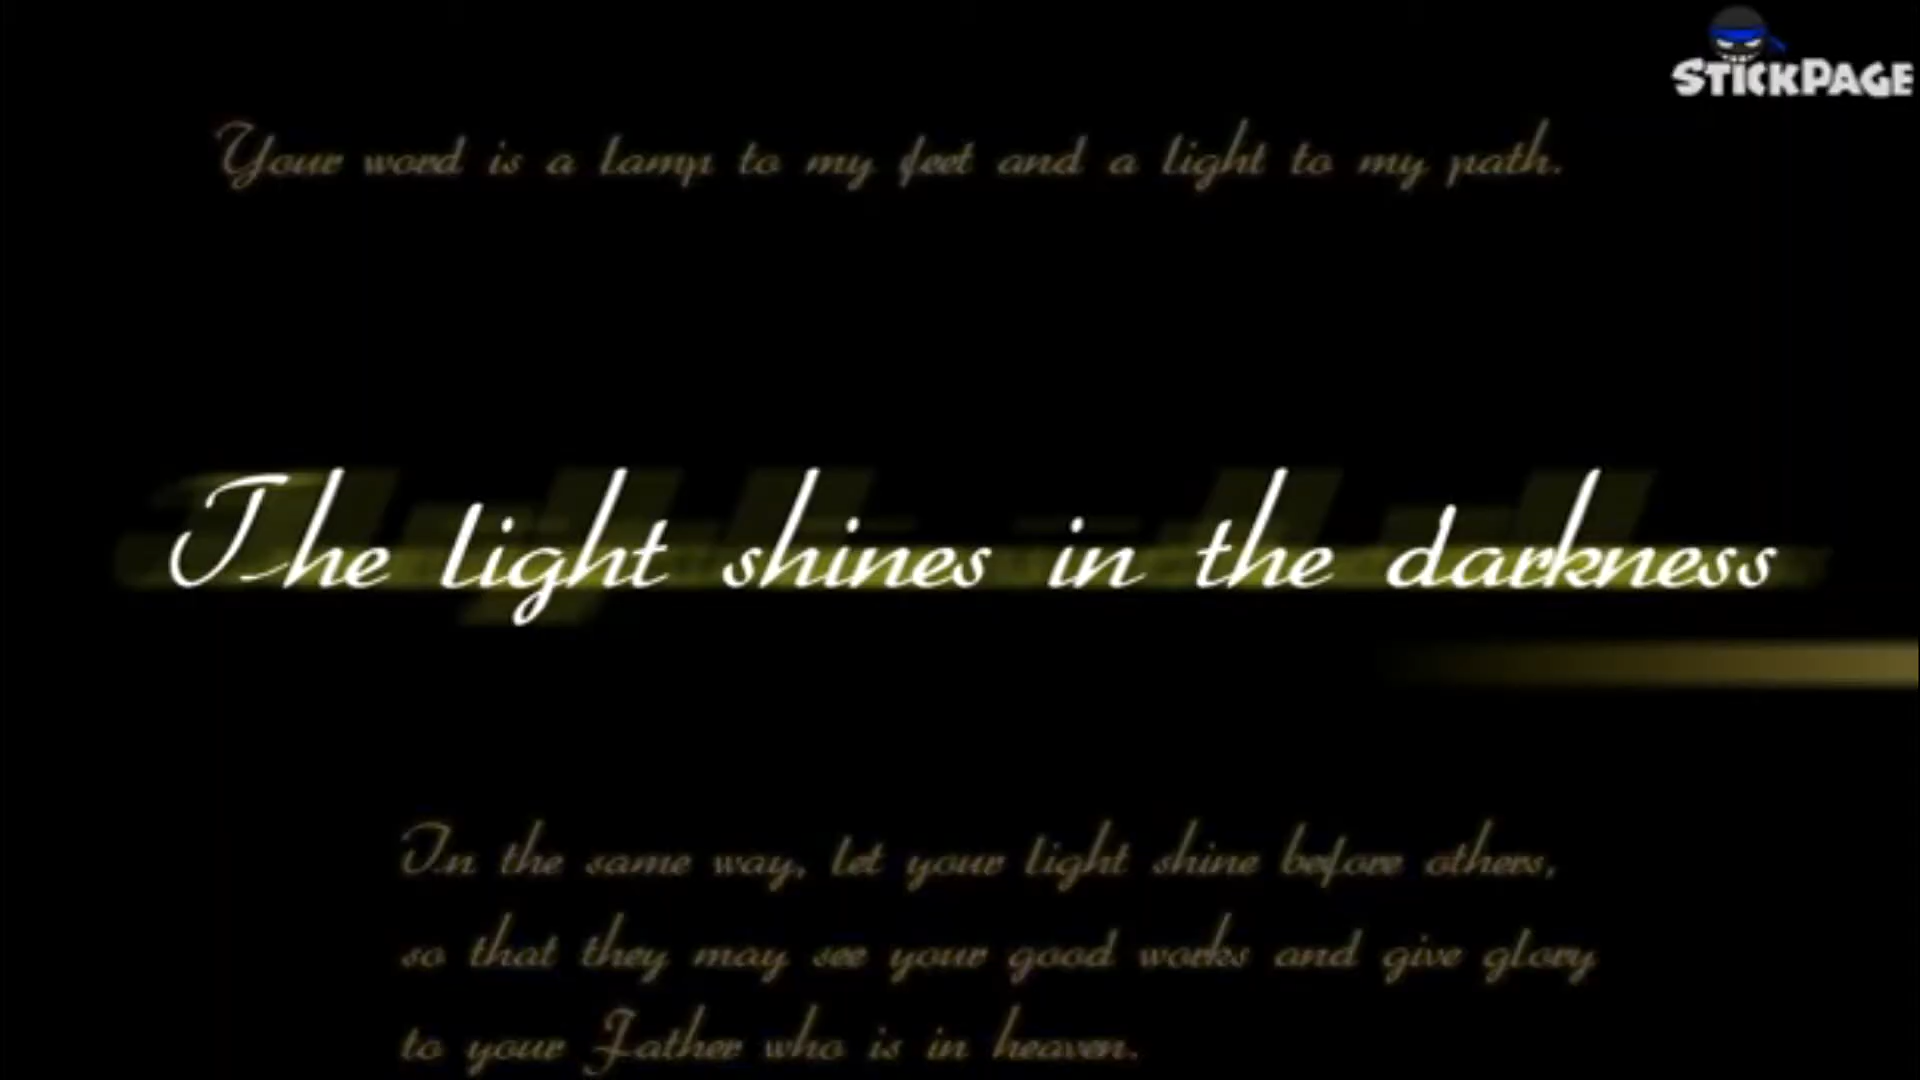 STICKPAGE
Your word is a lamp to my feet and a light to my path.
The light shines in the darkness
In the same way, let your light shine before others,
so that they may see your good works and give glory
to your Father who is in heaven.